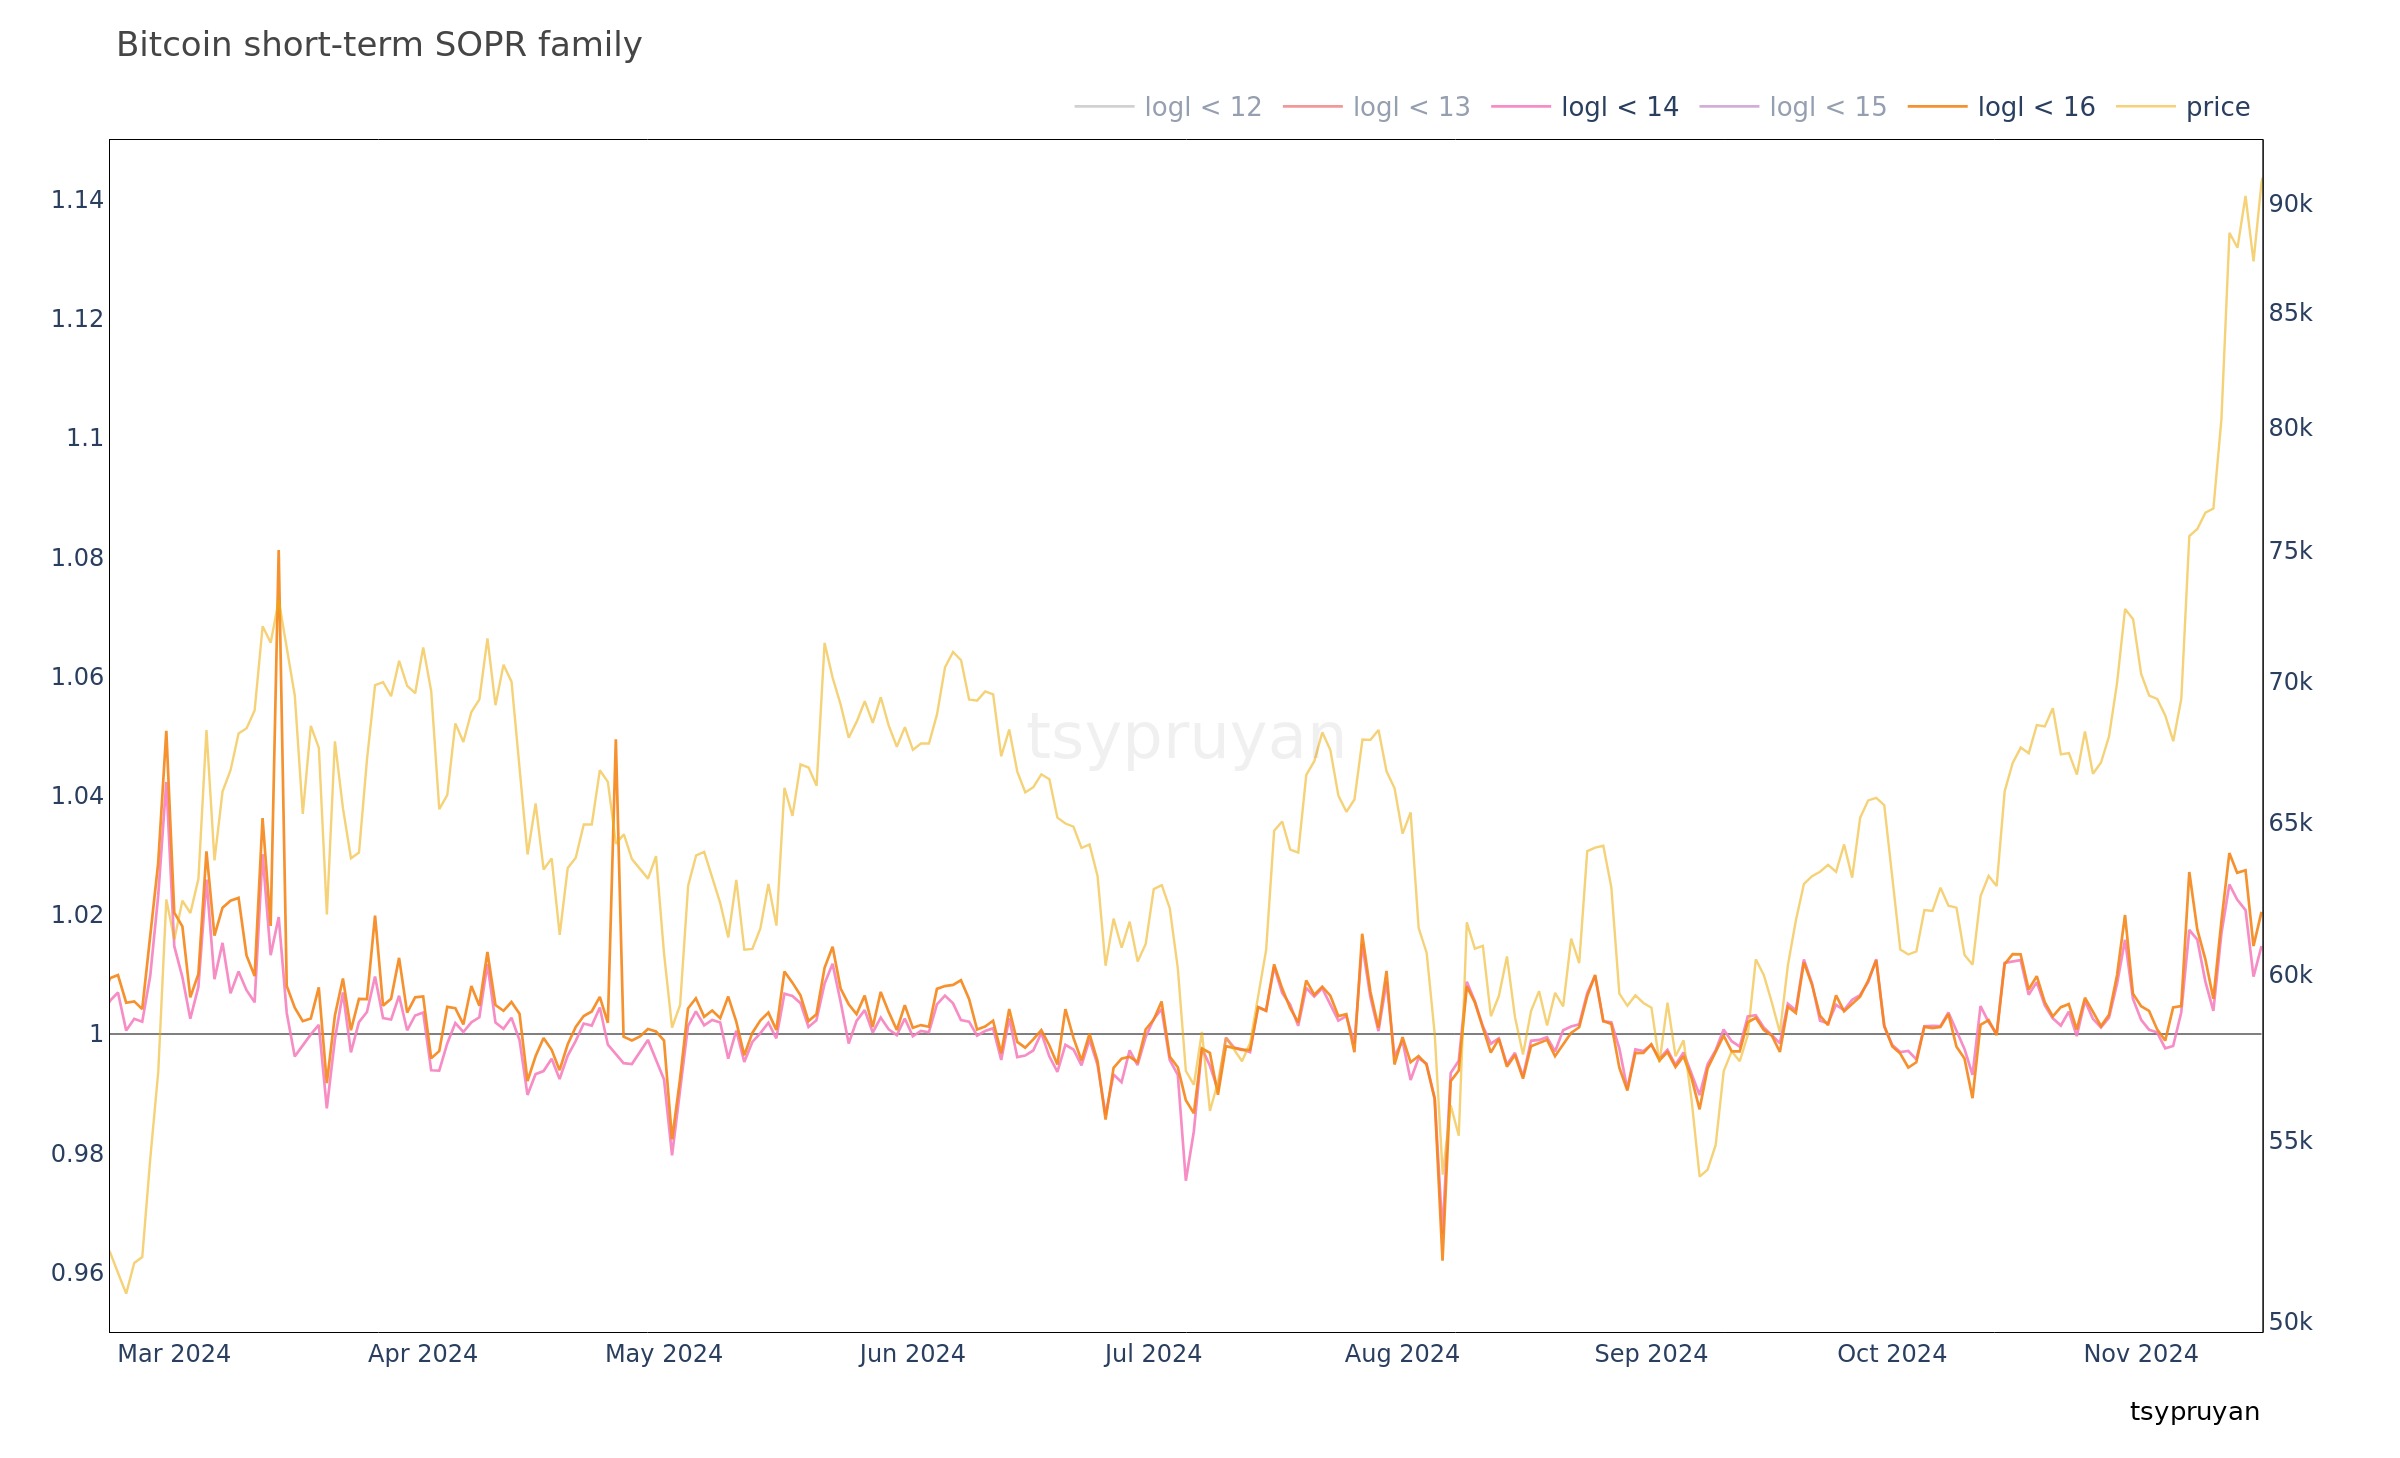 Bitcoin short-term SOPR family
logl < 12 logl < 13 logl < 14 logl < 15 logl < 16 price
1.14 90k
1.12 85k
1.1 80k
1.08 75k
1.06 70k
tsypruyan
1.04 65k
1.02 60k
1
0.98 55k
0.96 50k
Mar 2024 Apr 2024 May 2024 Jun 2024 Jul 2024 Aug 2024 Sep 2024 Oct 2024 Nov 2024
tsypruyan